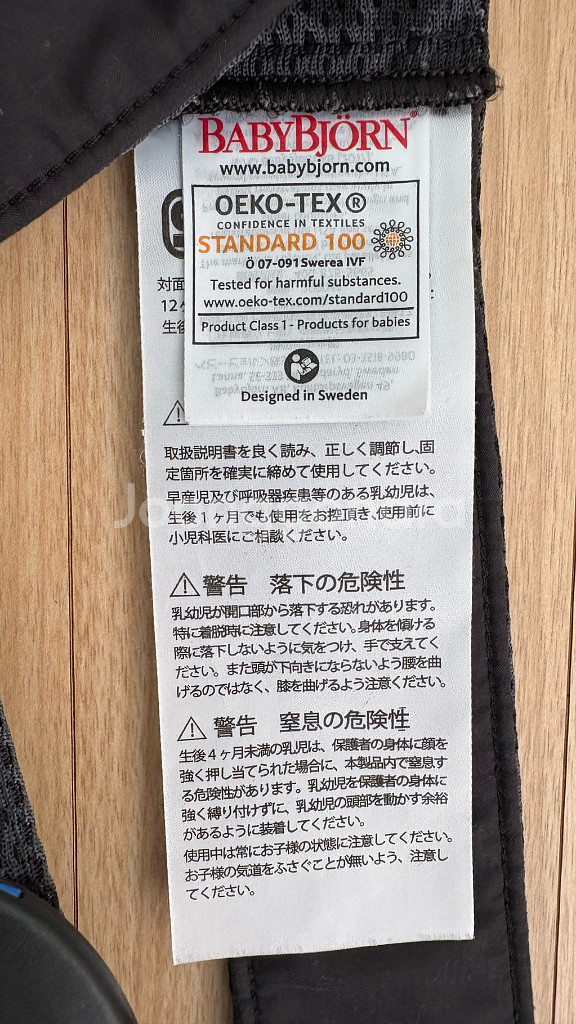 BABYBJÖRN®
www.babybjorn.com
OEKO-TEX®
CONFIDENCE IN TEXTILES
STANDARD 100
Ö 07-091 Swerea IVF
Tested for harmful substances.
www.oeko-tex.com/standard100
Product Class 1 - Products for babies
Designed in Sweden
対面
12ヶ
生後
取扱説明書を良く読み、正しく調節し、固
定箇所を確実に締めて使用してください。
早産児及び呼吸器疾患等のある乳幼児は、
生後1ヶ月でも使用をお控頂き、使用前に
小児科医にご相談ください。
警告 落下の危険性
乳幼児が開口部から落下する恐れがあります。
特に着脱時に注意してください。身体を傾ける
際に落下しないように気をつけ、手で支えてく
ださい。また頭が下向きにならないよう腰を曲
げるのではなく、膝を曲げるよう注意ください。
警告 窒息の危険性
生後4ヶ月未満の乳児は、保護者の身体に顔を
強く押し当てられた場合に、本製品内で窒息す
る危険性があります。乳幼児を保護者の身体に
強く縛り付けずに、乳幼児の頭部を動かす余裕
があるように装着してください。
使用中は常にお子様の状態に注意してください。
お子様の気道をふさぐことが無いよう、注意し
てください。